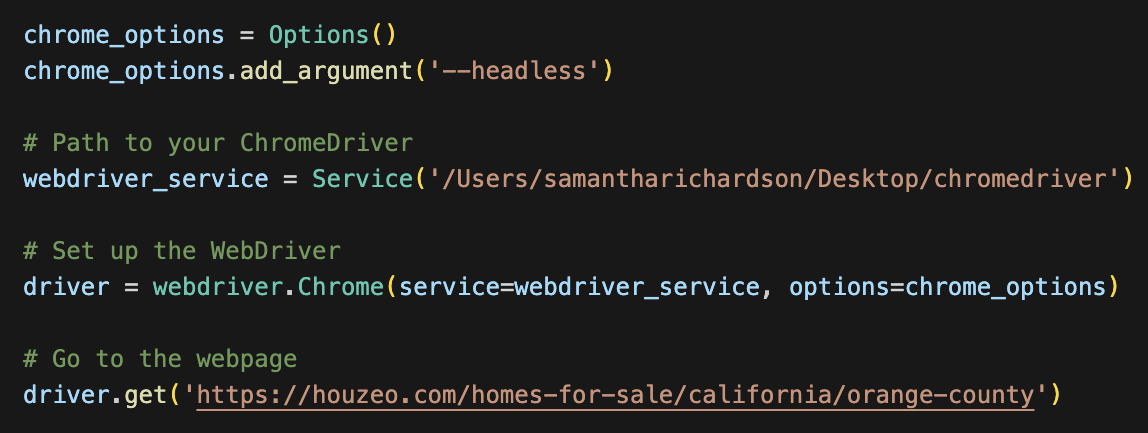 chrome_options = Options()
chrome_options.add_argument('--headless')
# Path to your ChromeDriver
webdriver_service = Service('/Users/samantharichardson/Desktop/chromedriver')
# Set up the WebDriver
driver = webdriver.Chrome(service=webdriver_service, options=chrome_options)
# Go to the webpage
driver.get('https://houzeo.com/homes-for-sale/california/orange-county')